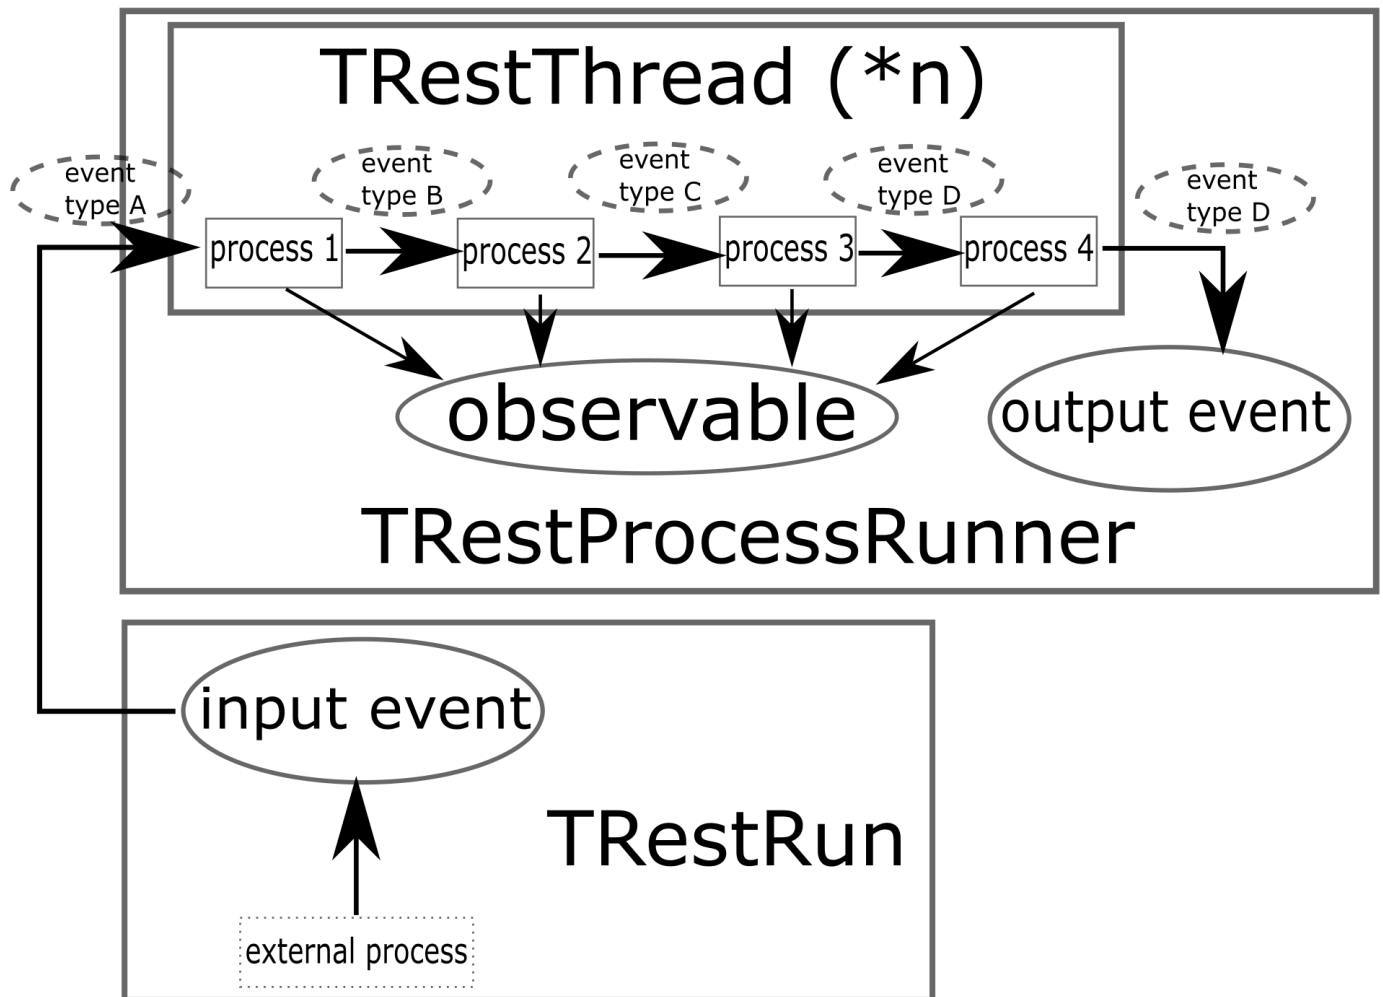 TRestThread (*n)
event
type A
event
type B
event
type C
event
type D
event
type D
process 1
process 2
process 3
process 4
observable
output event
TRestProcessRunner
input event
TRestRun
external process